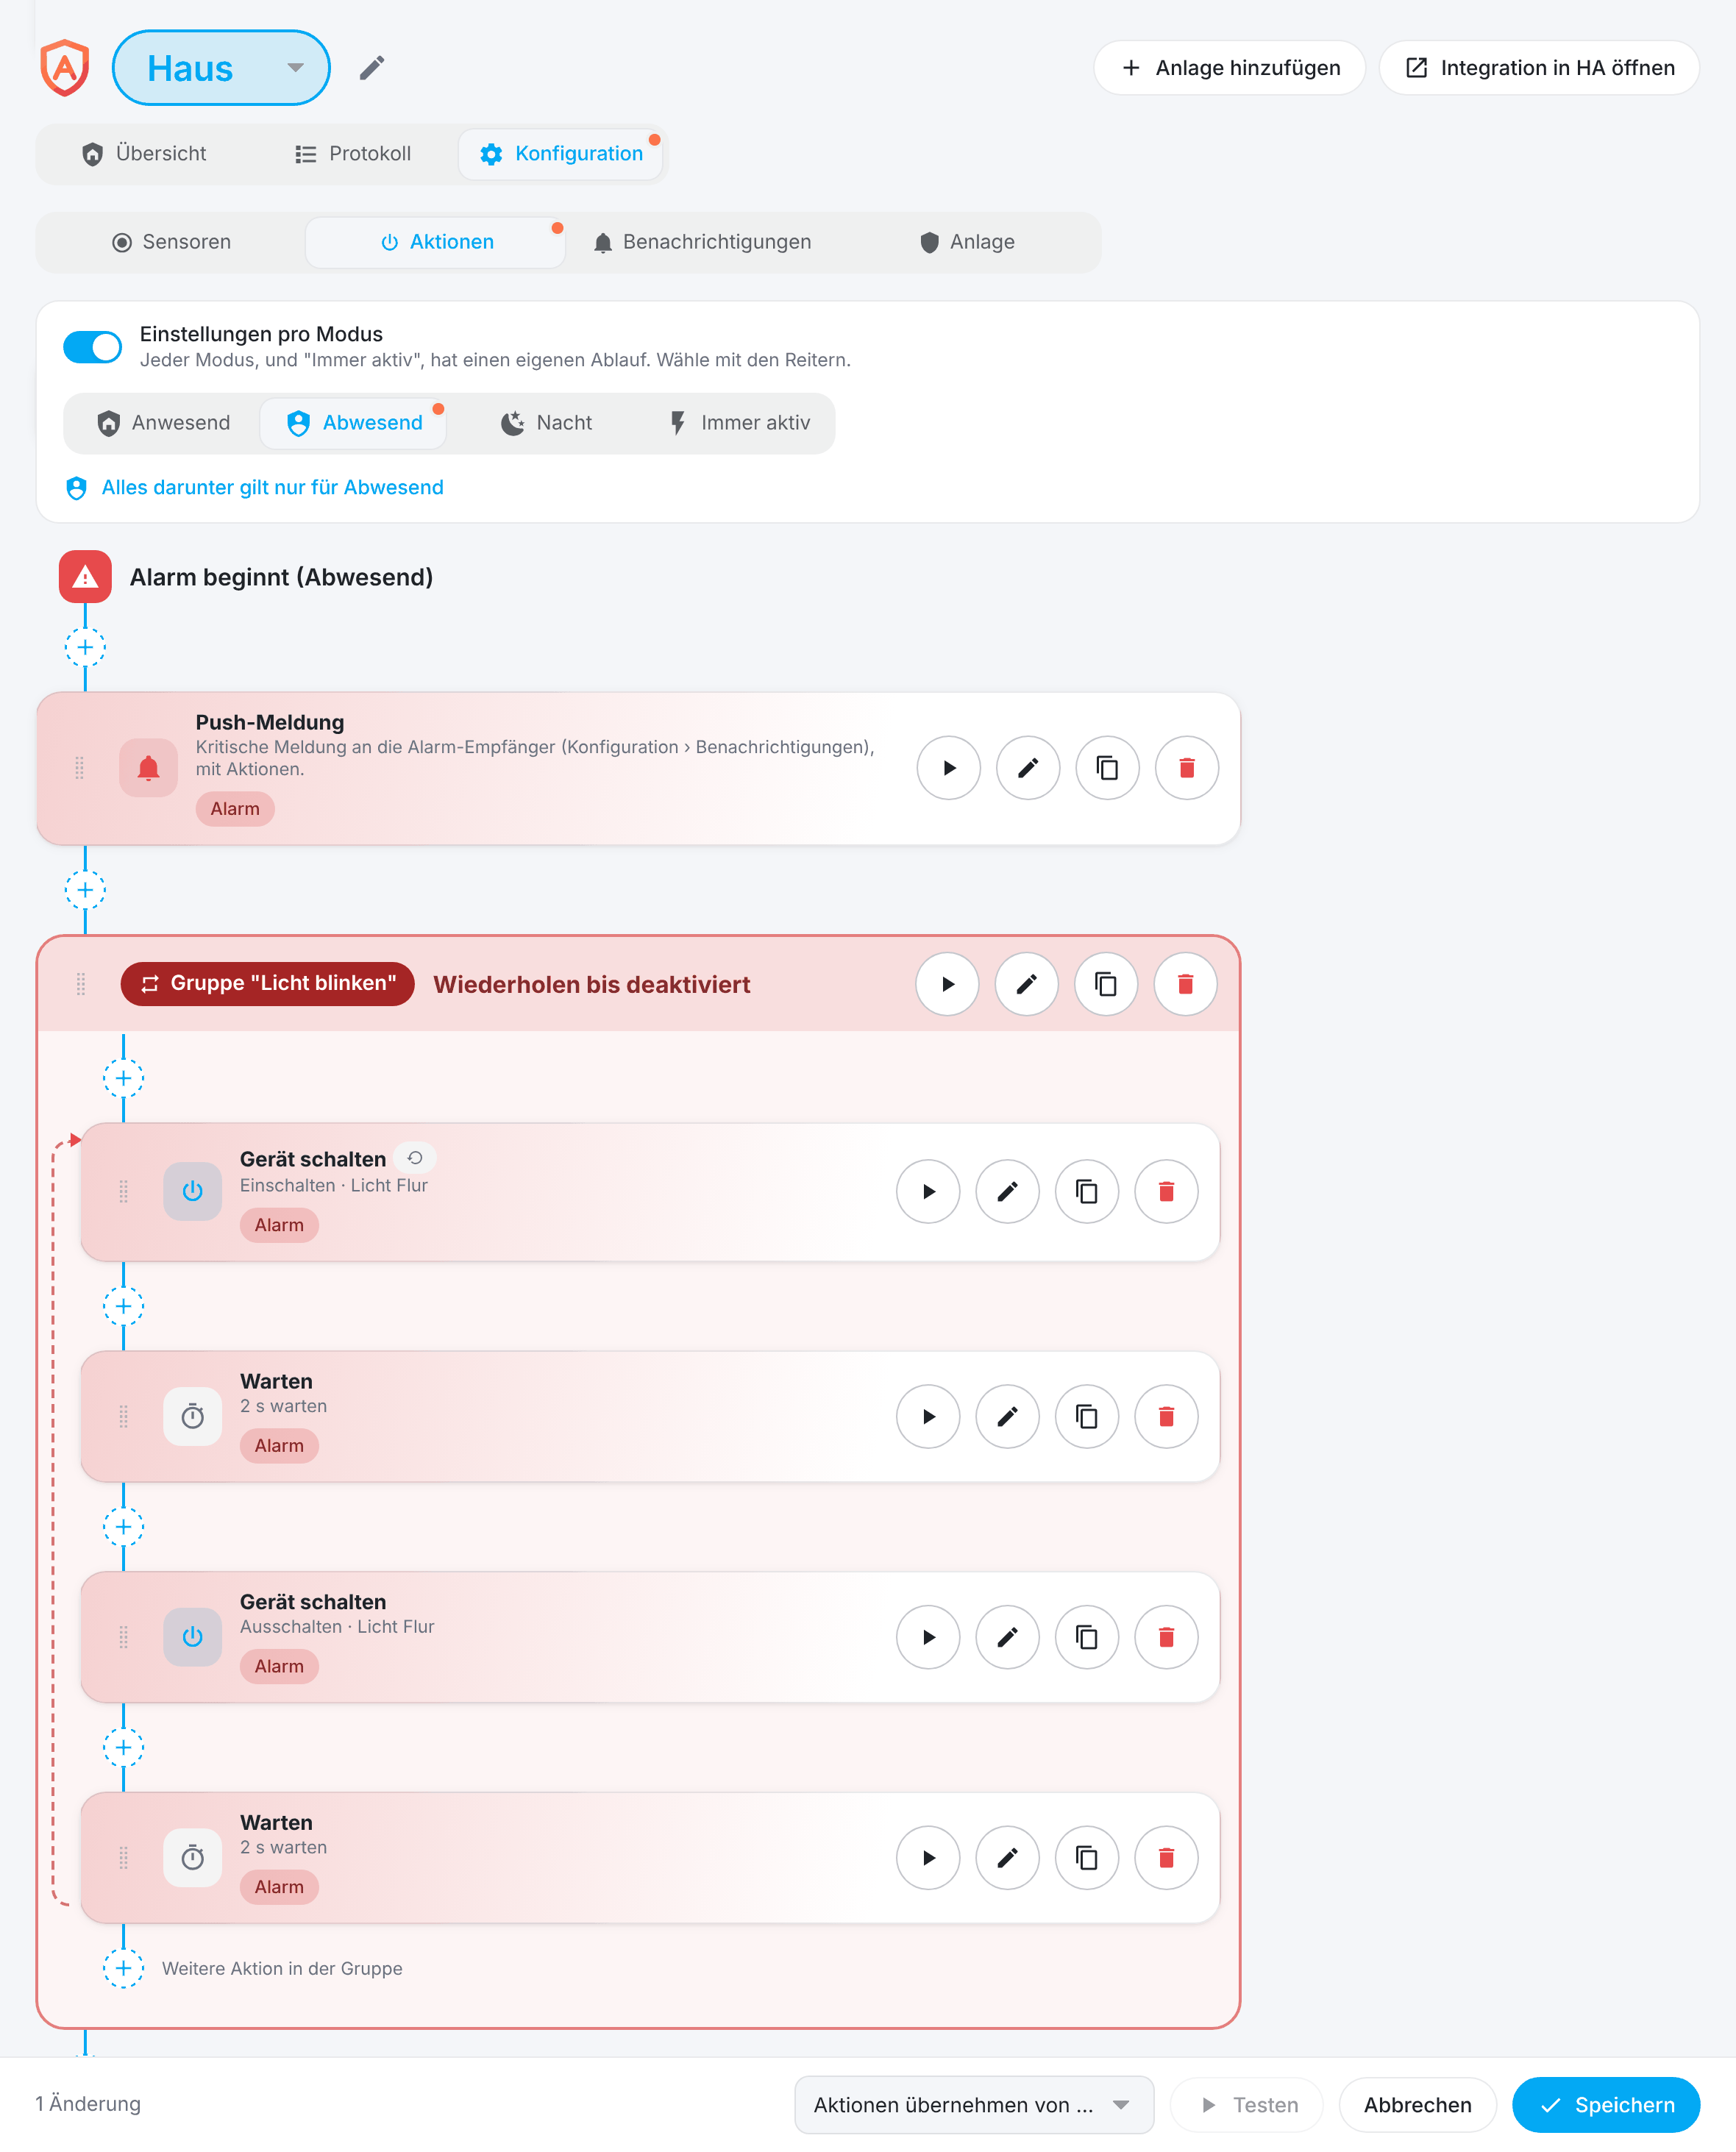 Haus
Anlage hinzufügen
Integration in HA öffnen
Übersicht
Protokoll
Konfiguration
Sensoren
Aktionen
Benachrichtigungen
Anlage
Einstellungen pro Modus
Jeder Modus, und "Immer aktiv", hat einen eigenen Ablauf. Wähle mit den Reitern.
Anwesend
Abwesend
Nacht
Immer aktiv
Alles darunter gilt nur für Abwesend
Alarm beginnt (Abwesend)
Push-Meldung
Kritische Meldung an die Alarm-Empfänger (Konfiguration › Benachrichtigungen),
mit Aktionen.
Alarm
Gruppe "Licht blinken"
Wiederholen bis deaktiviert
Gerät schalten
Einschalten · Licht Flur
Alarm
Warten
2 s warten
Alarm
Gerät schalten
Ausschalten · Licht Flur
Alarm
Warten
2 s warten
Alarm
Weitere Aktion in der Gruppe
1 Änderung
Aktionen übernehmen von ...
Testen
Abbrechen
Speichern